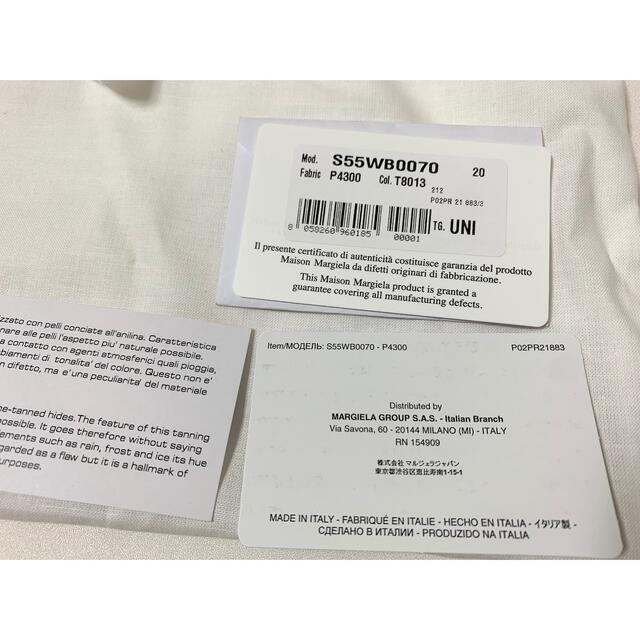 Mod. S55WB0070 20
Fabric P4300 Col. T8013
212
P02PR 21 883/3
8 058260 960185 00001 TG. UNI
Il presente certificato di autenticità costituisce garanzia del prodotto
Maison Margiela da difetti originari di fabbricazione.
This Maison Margiela product is granted a
guarantee covering all manufacturing defects.
izzato con pelli conciate all'anilina. Caratteristica
nare alle pelli l'aspetto piu' naturale possibile.
a contatto con agenti atmosferici quali pioggia,
biamenti di tonalita' del colore. Questo non e'
n difetto, ma e' una peculiarita' del materiale
ne-tanned hides.The feature of this tanning
possible. It goes therefore without saying
lements such as rain, frost and ice its hue
egarded as a flaw but it is a hallmark of
urposes.
Item/МОДЕЛЬ: S55WB0070 - P4300 P02PR21883
Distributed by
MARGIELA GROUP S.A.S. - Italian Branch
Via Savona, 60 - 20144 MILANO (MI) - ITALY
RN 154909
株式会社 マルジェラジャパン
東京都渋谷区恵比寿南1-15-1
MADE IN ITALY - FABRIQUÉ EN ITALIE - HECHO EN ITALIA - イタリア製 -
СДЕЛАНО В ИТАЛИИ - PRODUZIDO NA ITALIA